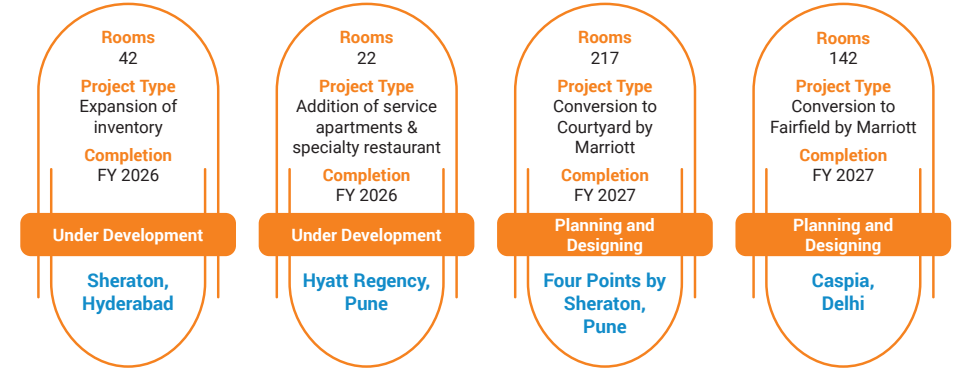 Rooms
42
Project Type
Expansion of
inventory
Completion
FY 2026
Under Development
Sheraton,
Hyderabad
Rooms
22
Project Type
Addition of service
apartments &
specialty restaurant
Completion
FY 2026
Under Development
Hyatt Regency,
Pune
Rooms
217
Project Type
Conversion to
Courtyard by
Marriott
Completion
FY 2027
Planning and
Designing
Four Points by
Sheraton,
Pune
Rooms
142
Project Type
Conversion to
Fairfield by Marriott
Completion
FY 2027
Planning and
Designing
Caspia,
Delhi